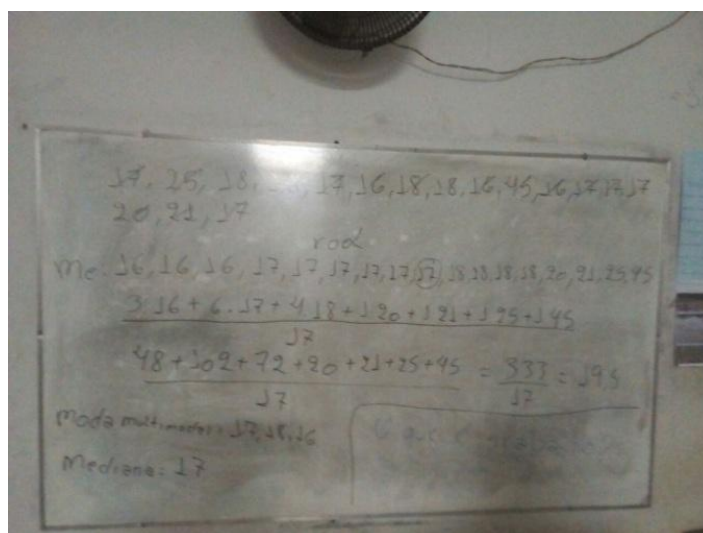 17, 25, 18, 17, 16, 18, 18, 16, 45, 16, 17, 17, 17
20, 21, 17
rod
Me. 16, 16, 16, 17, 17, 17, 17, 17, 17, 18, 18, 18, 18, 20, 21, 25, 45
3.16 + 6.17 + 4.18 + 1 20 + 1 21 + 1 25 + 1 45
17
48 + 102 + 72 + 20 + 21 + 25 + 45 = 333 = 19,5
17 17
Moda multimodal: 17, 18, 16
Mediana: 17